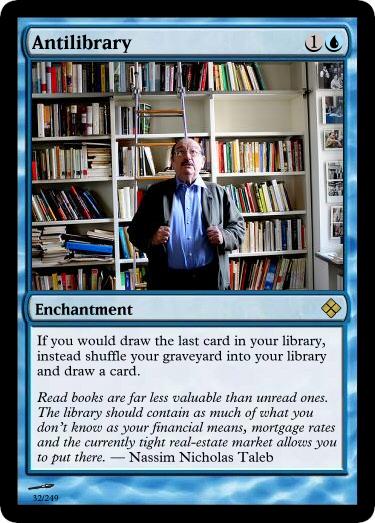 Antilibrary 1
Enchantment
If you would draw the last card in your library,
instead shuffle your graveyard into your library
and draw a card.
Read books are far less valuable than unread ones.
The library should contain as much of what you
don't know as your financial means, mortgage rates
and the currently tight real-estate market allows you
to put there. — Nassim Nicholas Taleb
32/249